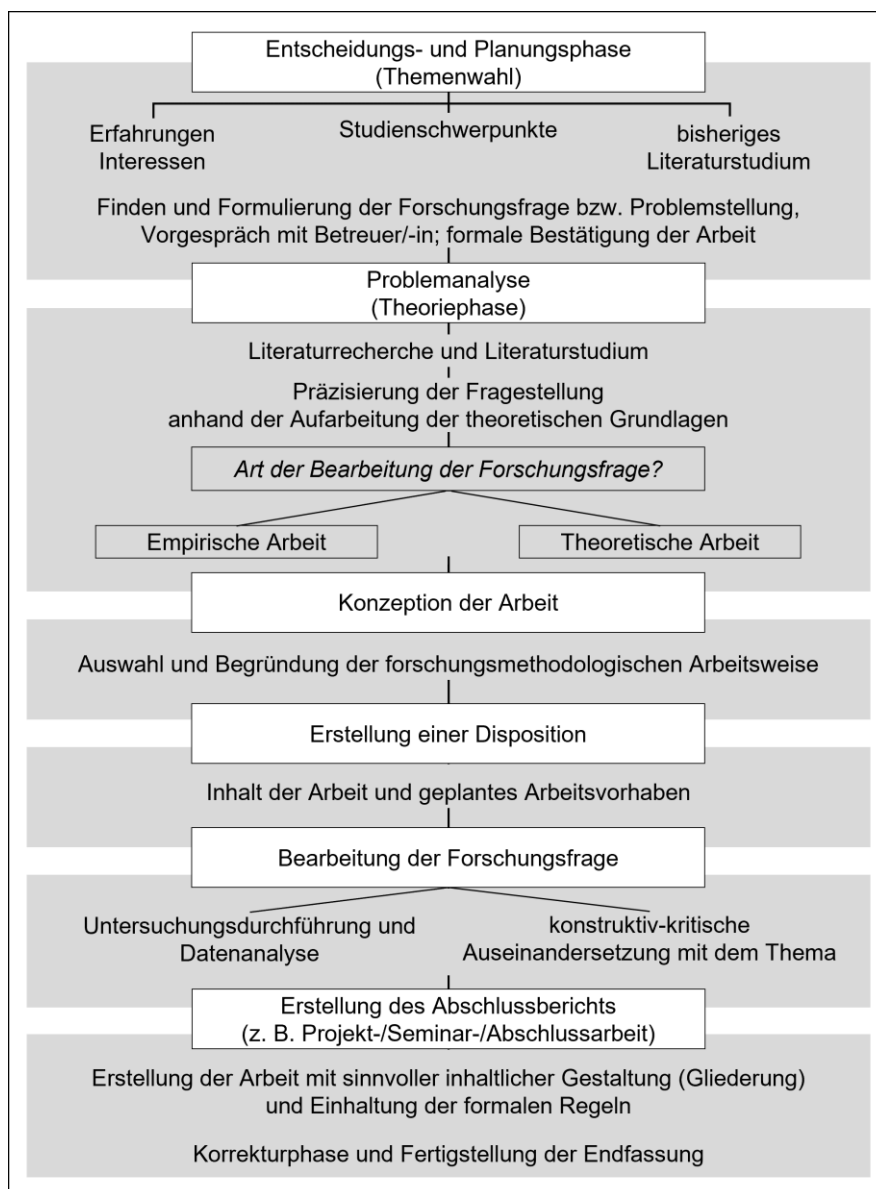 Entscheidungs- und Planungsphase
(Themenwahl)
Erfahrungen
Interessen
Studienschwerpunkte
bisheriges
Literaturstudium
Finden und Formulierung der Forschungsfrage bzw. Problemstellung,
Vorgespräch mit Betreuer/-in; formale Bestätigung der Arbeit
Problemanalyse
(Theoriephase)
Literaturrecherche und Literaturstudium
Präzisierung der Fragestellung
anhand der Aufarbeitung der theoretischen Grundlagen
Art der Bearbeitung der Forschungsfrage?
Empirische Arbeit
Theoretische Arbeit
Konzeption der Arbeit
Auswahl und Begründung der forschungsmethodologischen Arbeitsweise
Erstellung einer Disposition
Inhalt der Arbeit und geplantes Arbeitsvorhaben
Bearbeitung der Forschungsfrage
Untersuchungsdurchführung und
Datenanalyse
konstruktiv-kritische
Auseinandersetzung mit dem Thema
Erstellung des Abschlussberichts
(z. B. Projekt-/Seminar-/Abschlussarbeit)
Erstellung der Arbeit mit sinnvoller inhaltlicher Gestaltung (Gliederung)
und Einhaltung der formalen Regeln
Korrekturphase und Fertigstellung der Endfassung